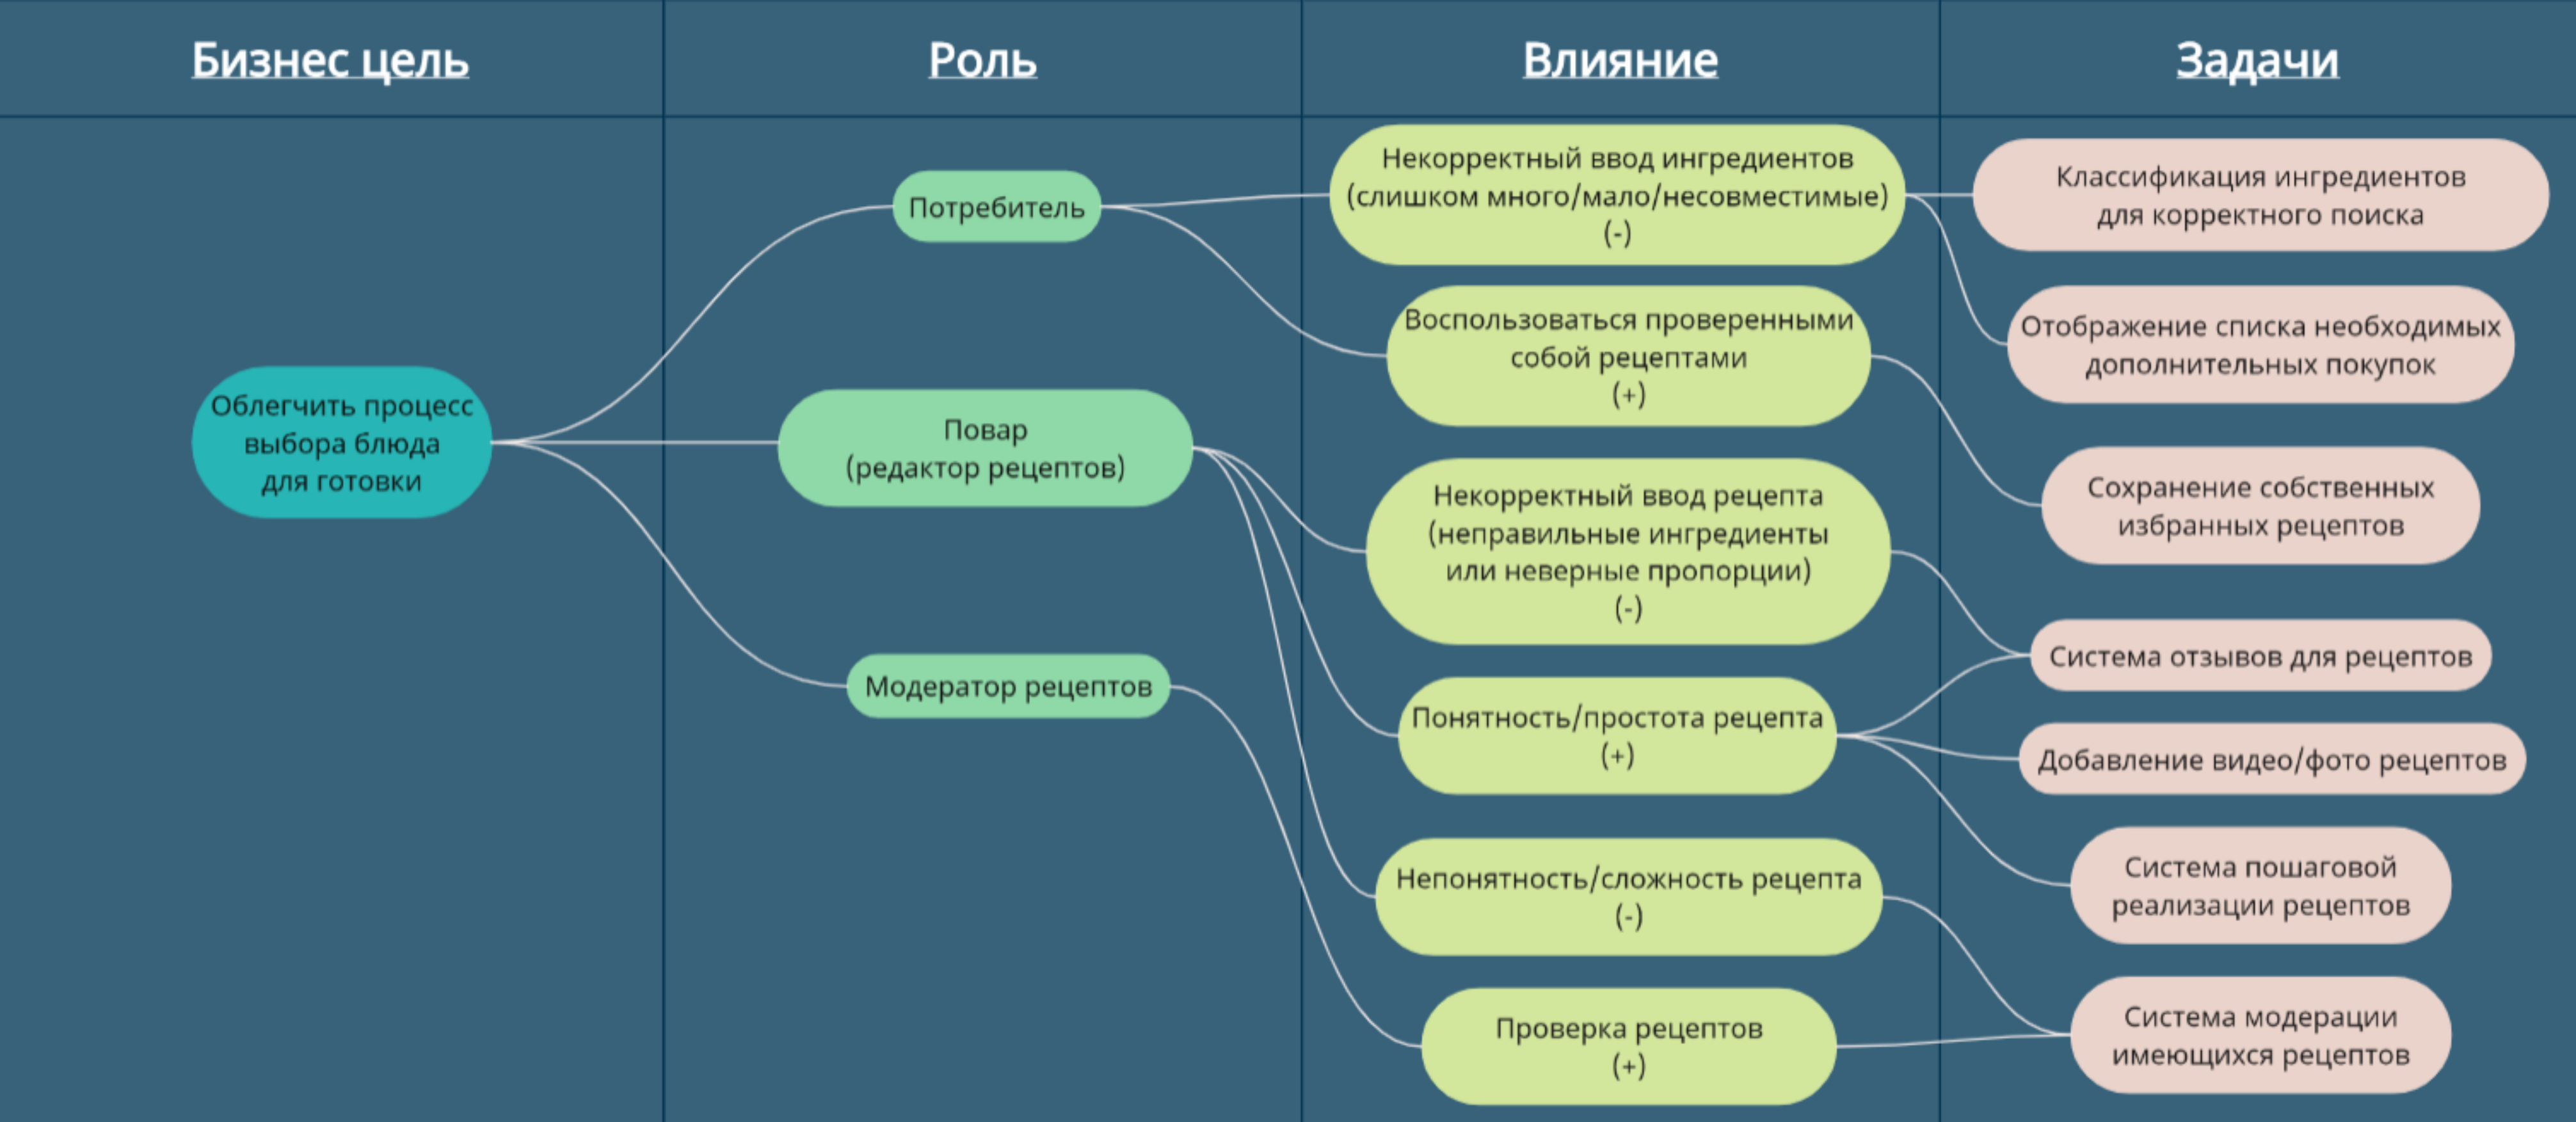 Бизнес цель
Роль
Влияние
Задачи
Облегчить процесс
выбора блюда
для готовки
Потребитель
Повар
(редактор рецептов)
Модератор рецептов
Некорректный ввод ингредиентов
(слишком много/мало/несовместимые)
(-)
Воспользоваться проверенными
собой рецептами
(+)
Некорректный ввод рецепта
(неправильные ингредиенты
или неверные пропорции)
(-)
Понятность/простота рецепта
(+)
Непонятность/сложность рецепта
(-)
Проверка рецептов
(+)
Классификация ингредиентов
для корректного поиска
Отображение списка необходимых
дополнительных покупок
Сохранение собственных
избранных рецептов
Система отзывов для рецептов
Добавление видео/фото рецептов
Система пошаговой
реализации рецептов
Система модерации
имеющихся рецептов